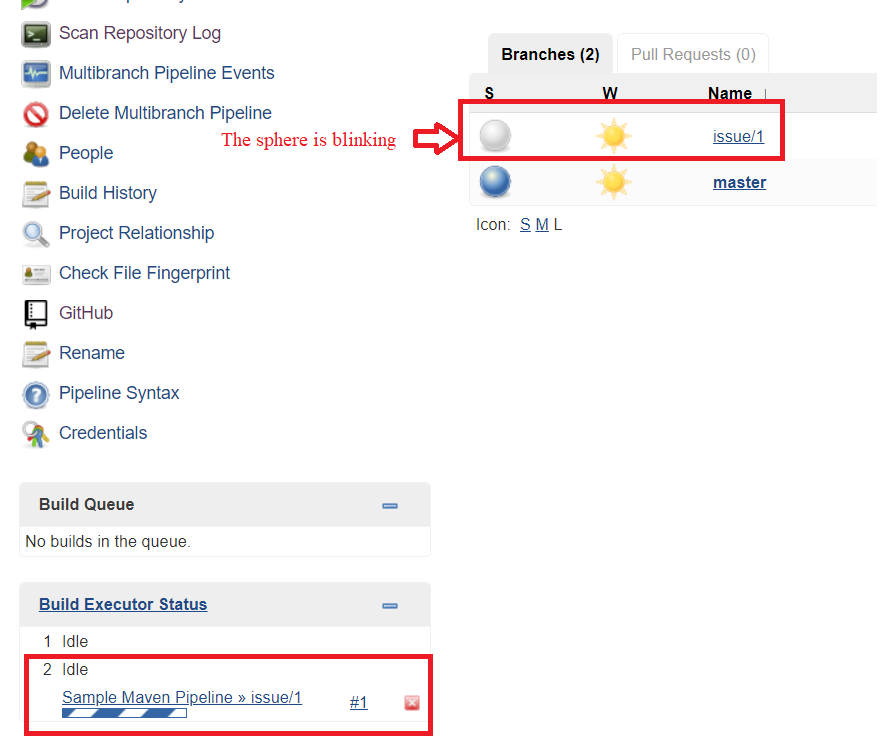 Scan Repository Log
Multibranch Pipeline Events
Delete Multibranch Pipeline
People
Build History
Project Relationship
Check File Fingerprint
GitHub
Rename
Pipeline Syntax
Credentials
Build Queue
No builds in the queue.
Build Executor Status
1 Idle
2 Idle
Sample Maven Pipeline » issue/1 #1
Branches (2) Pull Requests (0)
S W Name ↓
The sphere is blinking
issue/1
master
Icon: S M L